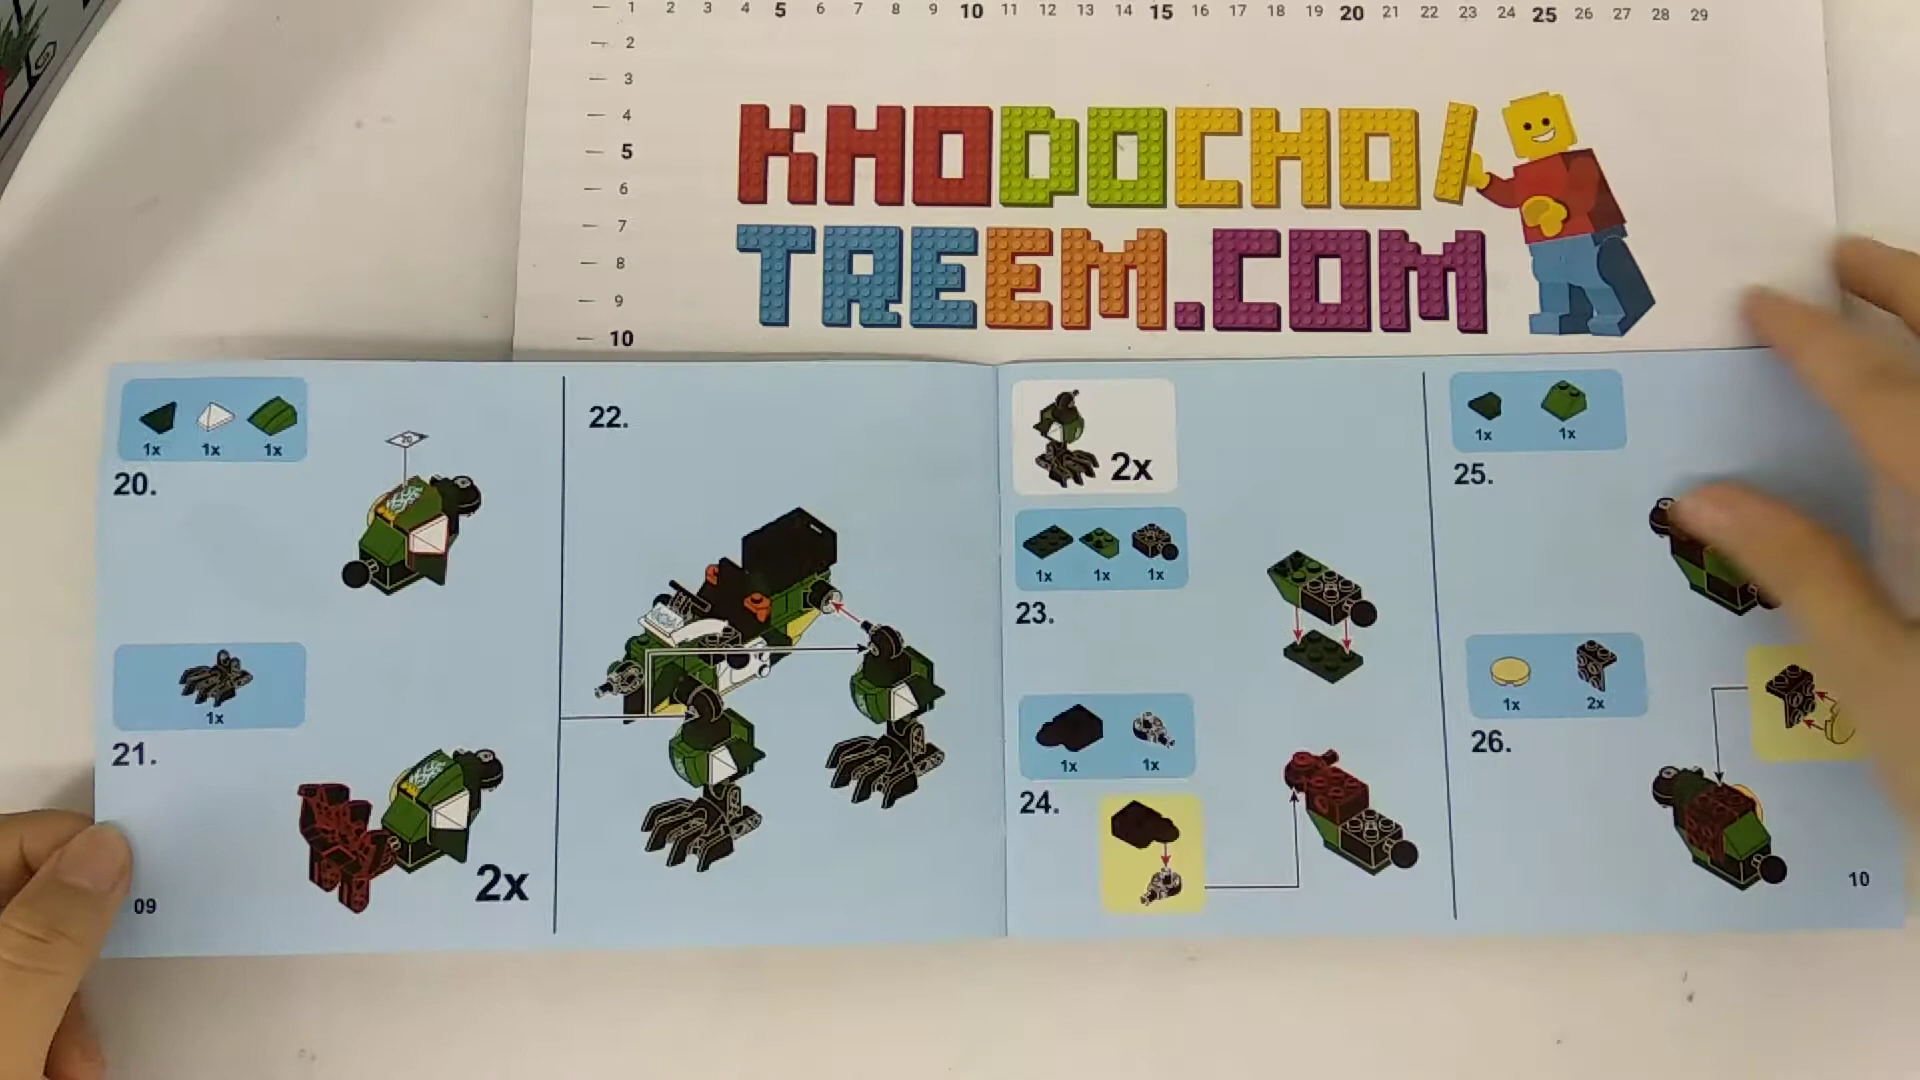 1 2 3 4 5 6 7 8 9 10 11 12 13 14 15 16 17 18 19 20 21 22 23 24 25 26 27 28 29
2
3
4
5
6
7
8
9
10
KHODOCHO
TREEM.COM
1x 1x 1x
20.
20
1x
21.
2x
09
22.
2x
1x 1x 1x
23.
1x 1x
24.
1x 1x
25.
1x 2x
26.
10